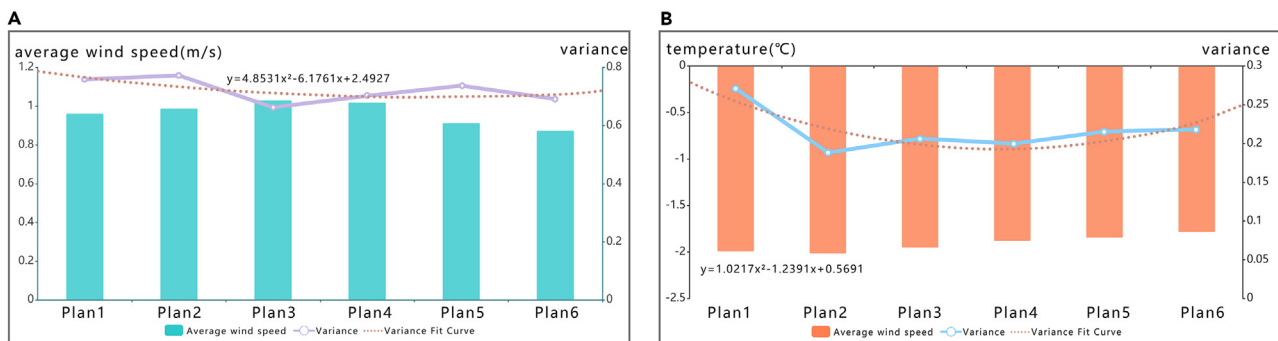 A
average wind speed(m/s)
variance
1.2
1
0.8
0.6
0.4
0.2
0
0.8
0.6
0.4
0.2
0
y=4.8531x²-6.1761x+2.4927
Plan1 Plan2 Plan3 Plan4 Plan5 Plan6
Average wind speed Variance Variance Fit Curve
B
temperature(℃)
variance
0
-0.5
-1
-1.5
-2
-2.5
0.3
0.25
0.2
0.15
0.1
0.05
0
y=1.0217x²-1.2391x+0.5691
Plan1 Plan2 Plan3 Plan4 Plan5 Plan6
Average wind speed Variance Variance Fit Curve